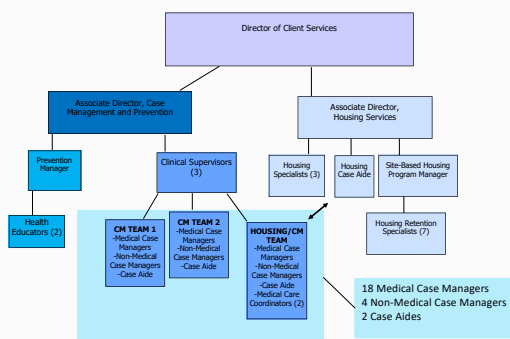 Director of Client Services
Associate Director, Case
Management and Prevention
Associate Director,
Housing Services
Prevention
Manager
Clinical Supervisors
(3)
Housing
Specialists (3)
Housing
Case Aide
Site-Based Housing
Program Manager
Health
Educators (2)
CM TEAM 1
-Medical Case
Managers
-Non-Medical
Case Managers
-Case Aide
CM TEAM 2
-Medical Case
Managers
-Non-Medical
Case Managers
-Case Aide
HOUSING/CM
TEAM
-Medical Case
Managers
-Non-Medical
Case Managers
-Case Aide
-Medical Care
Coordinators (2)
Housing Retention
Specialists (7)
18 Medical Case Managers
4 Non-Medical Case Managers
2 Case Aides